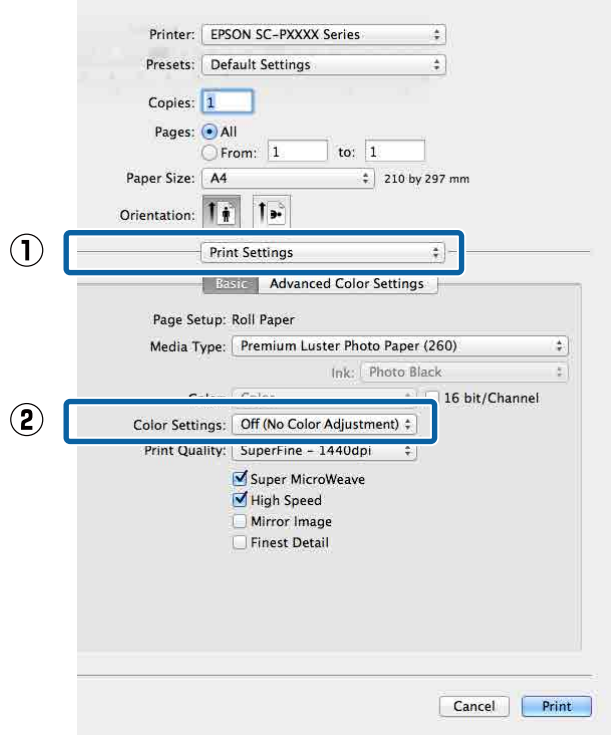 Printer: EPSON SC-PXXXX Series
Presets: Default Settings
Copies: 1
Pages: All
From: 1 to: 1
Paper Size: A4 210 by 297 mm
Orientation:
① Print Settings
Basic Advanced Color Settings
Page Setup: Roll Paper
Media Type: Premium Luster Photo Paper (260)
Ink: Photo Black
Color: Color 16 bit/Channel
② Color Settings: Off (No Color Adjustment)
Print Quality: SuperFine - 1440dpi
Super MicroWeave
High Speed
Mirror Image
Finest Detail
Cancel Print